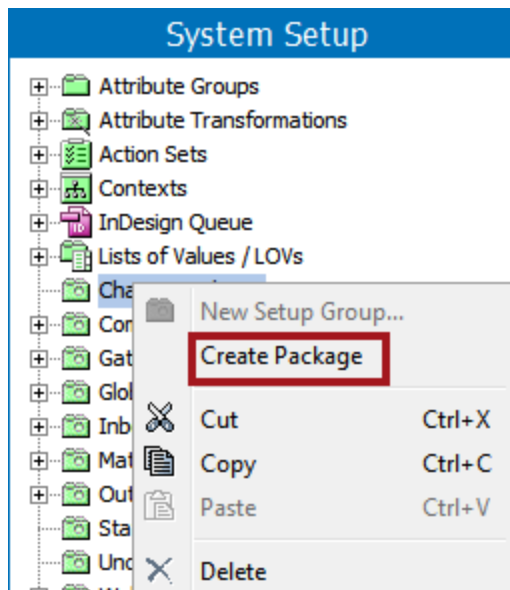 System Setup
Attribute Groups
Attribute Transformations
Action Sets
Contexts
InDesign Queue
Lists of Values / LOVs
New Setup Group...
Create Package
Cut Ctrl+X
Copy Ctrl+C
Paste Ctrl+V
Delete